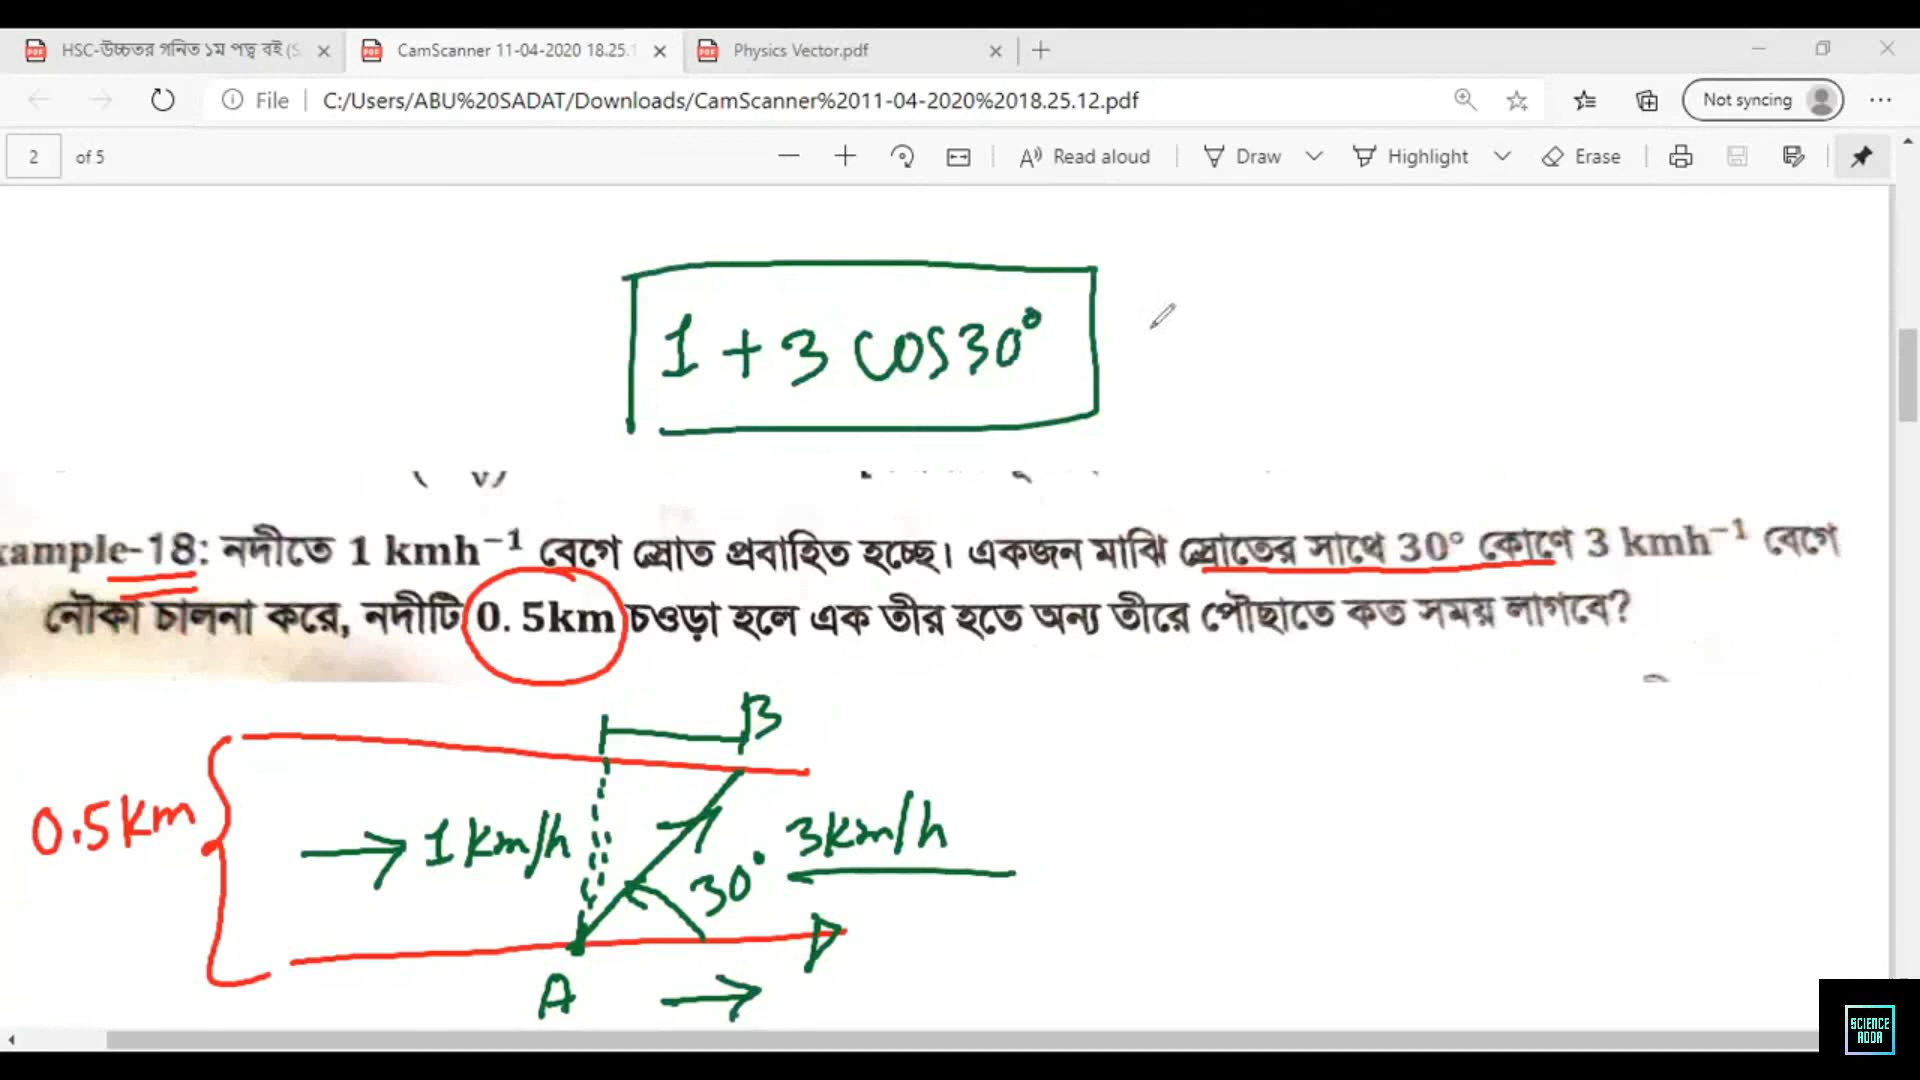 HSC-উচ্চতর গনিত ১ম পত্র বই (S
CamScanner 11-04-2020 18.25.1
Physics Vector.pdf
File
C:/Users/ABU%20SADAT/Downloads/CamScanner%2011-04-2020%2018.25.12.pdf
Not syncing
2 of 5
Read aloud
Draw
Highlight
Erase
1 + 3 cos30°
xample-18: নদীতে 1 kmh⁻¹ বেগে স্রোত প্রবাহিত হচ্ছে। একজন মাঝি স্রোতের সাথে 30° কোণে 3 kmh⁻¹ বেগে
নৌকা চালনা করে, নদীটি 0.5km চওড়া হলে এক তীর হতে অন্য তীরে পৌছাতে কত সময় লাগবে?
B
0.5km
1km/h
3km/h
30°
A
SCIENCE
ADDA